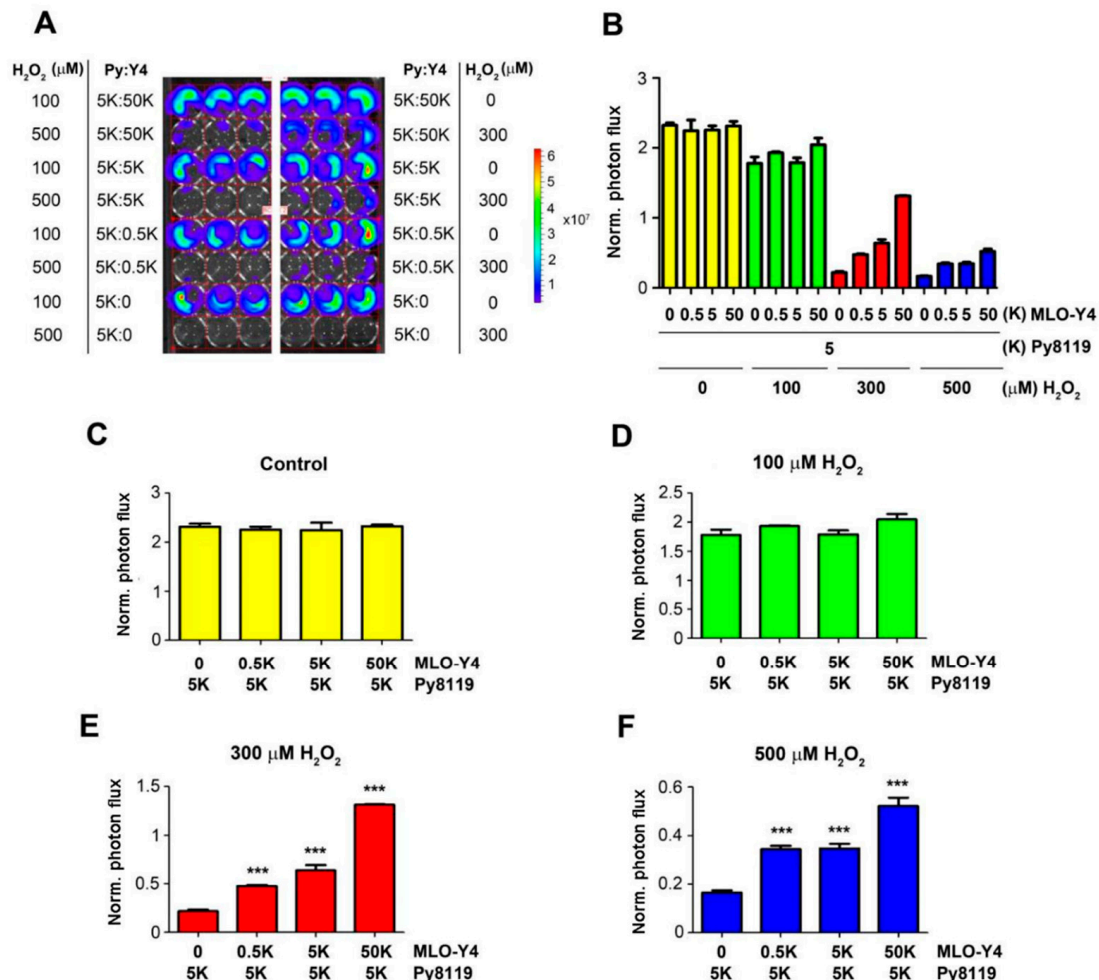 A
H₂O₂ (μM) Py:Y4 Py:Y4 H₂O₂ (μM)
100 5K:50K 5K:50K 0
500 5K:50K 5K:50K 300
100 5K:5K 5K:5K 0
500 5K:5K 5K:5K 300
100 5K:0.5K 5K:0.5K 0
500 5K:0.5K 5K:0.5K 300
100 5K:0 5K:0 0
500 5K:0 5K:0 300
6
5
4
x10⁷
3
2
1
B
Norm. photon flux
3
2
1
0
0 0.5 5 50 0 0.5 5 50 0 0.5 5 50 0 0.5 5 50 (K) MLO-Y4
5 (K) Py8119
0 100 300 500 (μM) H₂O₂
C
Control
Norm. photon flux
3
2
1
0
0 0.5K 5K 50K MLO-Y4
5K 5K 5K 5K Py8119
D
100 μM H₂O₂
Norm. photon flux
2.5
2
1.5
1
0.5
0
0 0.5K 5K 50K MLO-Y4
5K 5K 5K 5K Py8119
E
300 μM H₂O₂
Norm. photon flux
1.5
1
0.5
0
*** *** ***
0 0.5K 5K 50K MLO-Y4
5K 5K 5K 5K Py8119
F
500 μM H₂O₂
Norm. photon flux
0.6
0.4
0.2
0
*** *** ***
0 0.5K 5K 50K MLO-Y4
5K 5K 5K 5K Py8119